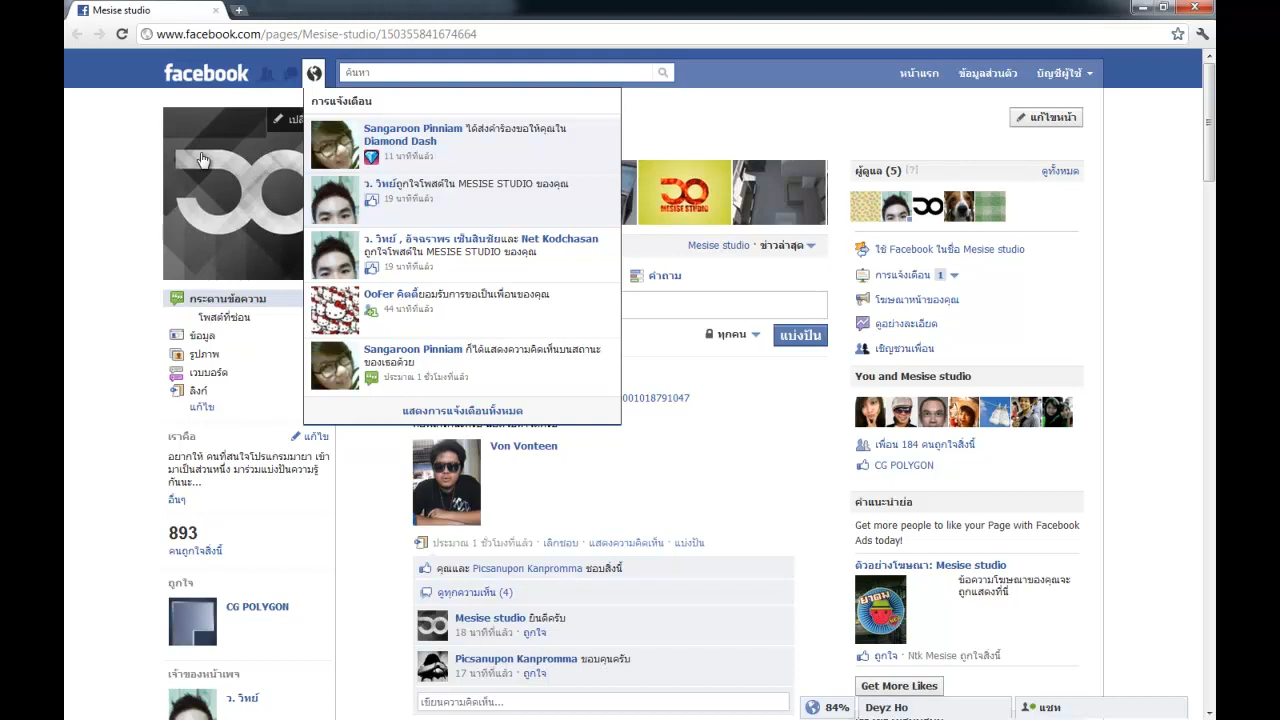 Mesise studio
www.facebook.com/pages/Mesise-studio/150355841674664
facebook
ค้นหา
หน้าแรก
ข้อมูลส่วนตัว
บัญชีผู้ใช้
การแจ้งเตือน
Sangaroon Pinniam ได้ส่งคำร้องขอให้คุณใน
Diamond Dash
11 นาทีที่แล้ว
ว. วิทย์ถูกใจโพสต์ใน MESISE STUDIO ของคุณ
19 นาทีที่แล้ว
ว. วิทย์ , อัจฉราพร เซ็นสินชัยและ Net Kodchasan
ถูกใจโพสต์ใน MESISE STUDIO ของคุณ
19 นาทีที่แล้ว
OoFer คิตตี้ยอมรับการขอเป็นเพื่อนของคุณ
44 นาทีที่แล้ว
Sangaroon Pinniam ก็ได้แสดงความคิดเห็นบนสถานะ
ของเธอด้วย
ประมาณ 1 ชั่วโมงที่แล้ว
แสดงการแจ้งเตือนทั้งหมด
กระดานข้อความ
โพสต์ที่ซ่อน
ข้อมูล
รูปภาพ
เวบบอร์ด
ลิงก์
แก้ไข
เราคือ
แก้ไข
อยากให้ คนที่สนใจโปรแกรมมายา เข้า
มาเป็นส่วนหนึ่ง มาร่วมแบ่งปันความรู้
กันนะ...
อื่นๆ
893
คนถูกใจสิ่งนี้
ถูกใจ
CG POLYGON
เจ้าของหน้าเพจ
ว. วิทย์
MESISE STUDIO
Mesise studio · ข่าวล่าสุด
คำถาม
ทุกคน
แบ่งปัน
001018791047
Von Vonteen
ประมาณ 1 ชั่วโมงที่แล้ว · เลิกชอบ · แสดงความคิดเห็น · แบ่งปัน
คุณและ Picsanupon Kanpromma ชอบสิ่งนี้
ดูทุกความเห็น (4)
Mesise studio ยินดีครับ
18 นาทีที่แล้ว · ถูกใจ
Picsanupon Kanpromma ขอบคุนครับ
17 นาทีที่แล้ว · ถูกใจ
เขียนความคิดเห็น...
แก้ไขหน้า
ผู้ดูแล (5) [?]
ดูทั้งหมด
ใช้ Facebook ในชื่อ Mesise studio
การแจ้งเตือน 1
โฆษณาหน้าของคุณ
ดูอย่างละเอียด
เชิญชวนเพื่อน
You and Mesise studio
เพื่อน 184 คนถูกใจสิ่งนี้
CG POLYGON
คำแนะนำย่อ
Get more people to like your Page with Facebook
Ads today!
ตัวอย่างโฆษณา: Mesise studio
ข้อความโฆษณาของคุณจะ
ถูกแสดงที่นี่
ถูกใจ · Ntk Mesise ถูกใจสิ่งนี้
Get More Likes
84%
Deyz Ho
แชท